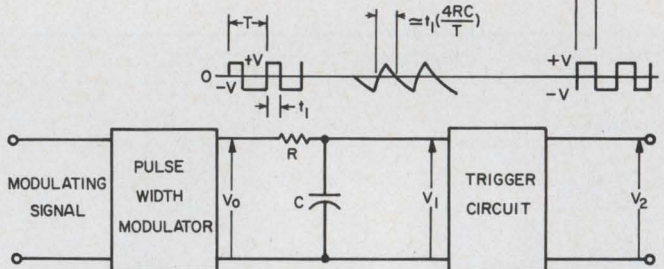 ≃t₁(4RC/T)
T
+V
0
-V
t₁
+V
-V
MODULATING
SIGNAL
PULSE
WIDTH
MODULATOR
V₀
R
C
V₁
TRIGGER
CIRCUIT
V₂